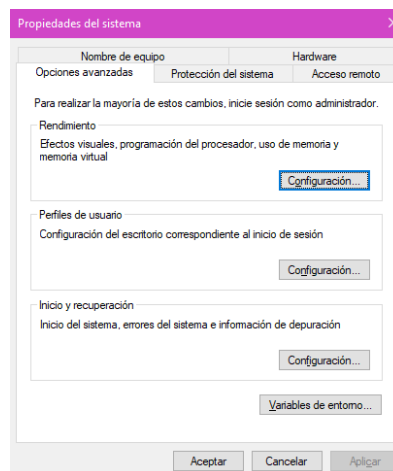 Propiedades del sistema
Nombre de equipo
Hardware
Opciones avanzadas
Protección del sistema
Acceso remoto
Para realizar la mayoría de estos cambios, inicie sesión como administrador.
Rendimiento
Efectos visuales, programación del procesador, uso de memoria y
memoria virtual
Configuración...
Perfiles de usuario
Configuración del escritorio correspondiente al inicio de sesión
Configuración...
Inicio y recuperación
Inicio del sistema, errores del sistema e información de depuración
Configuración...
Variables de entorno...
Aceptar
Cancelar
Aplicar